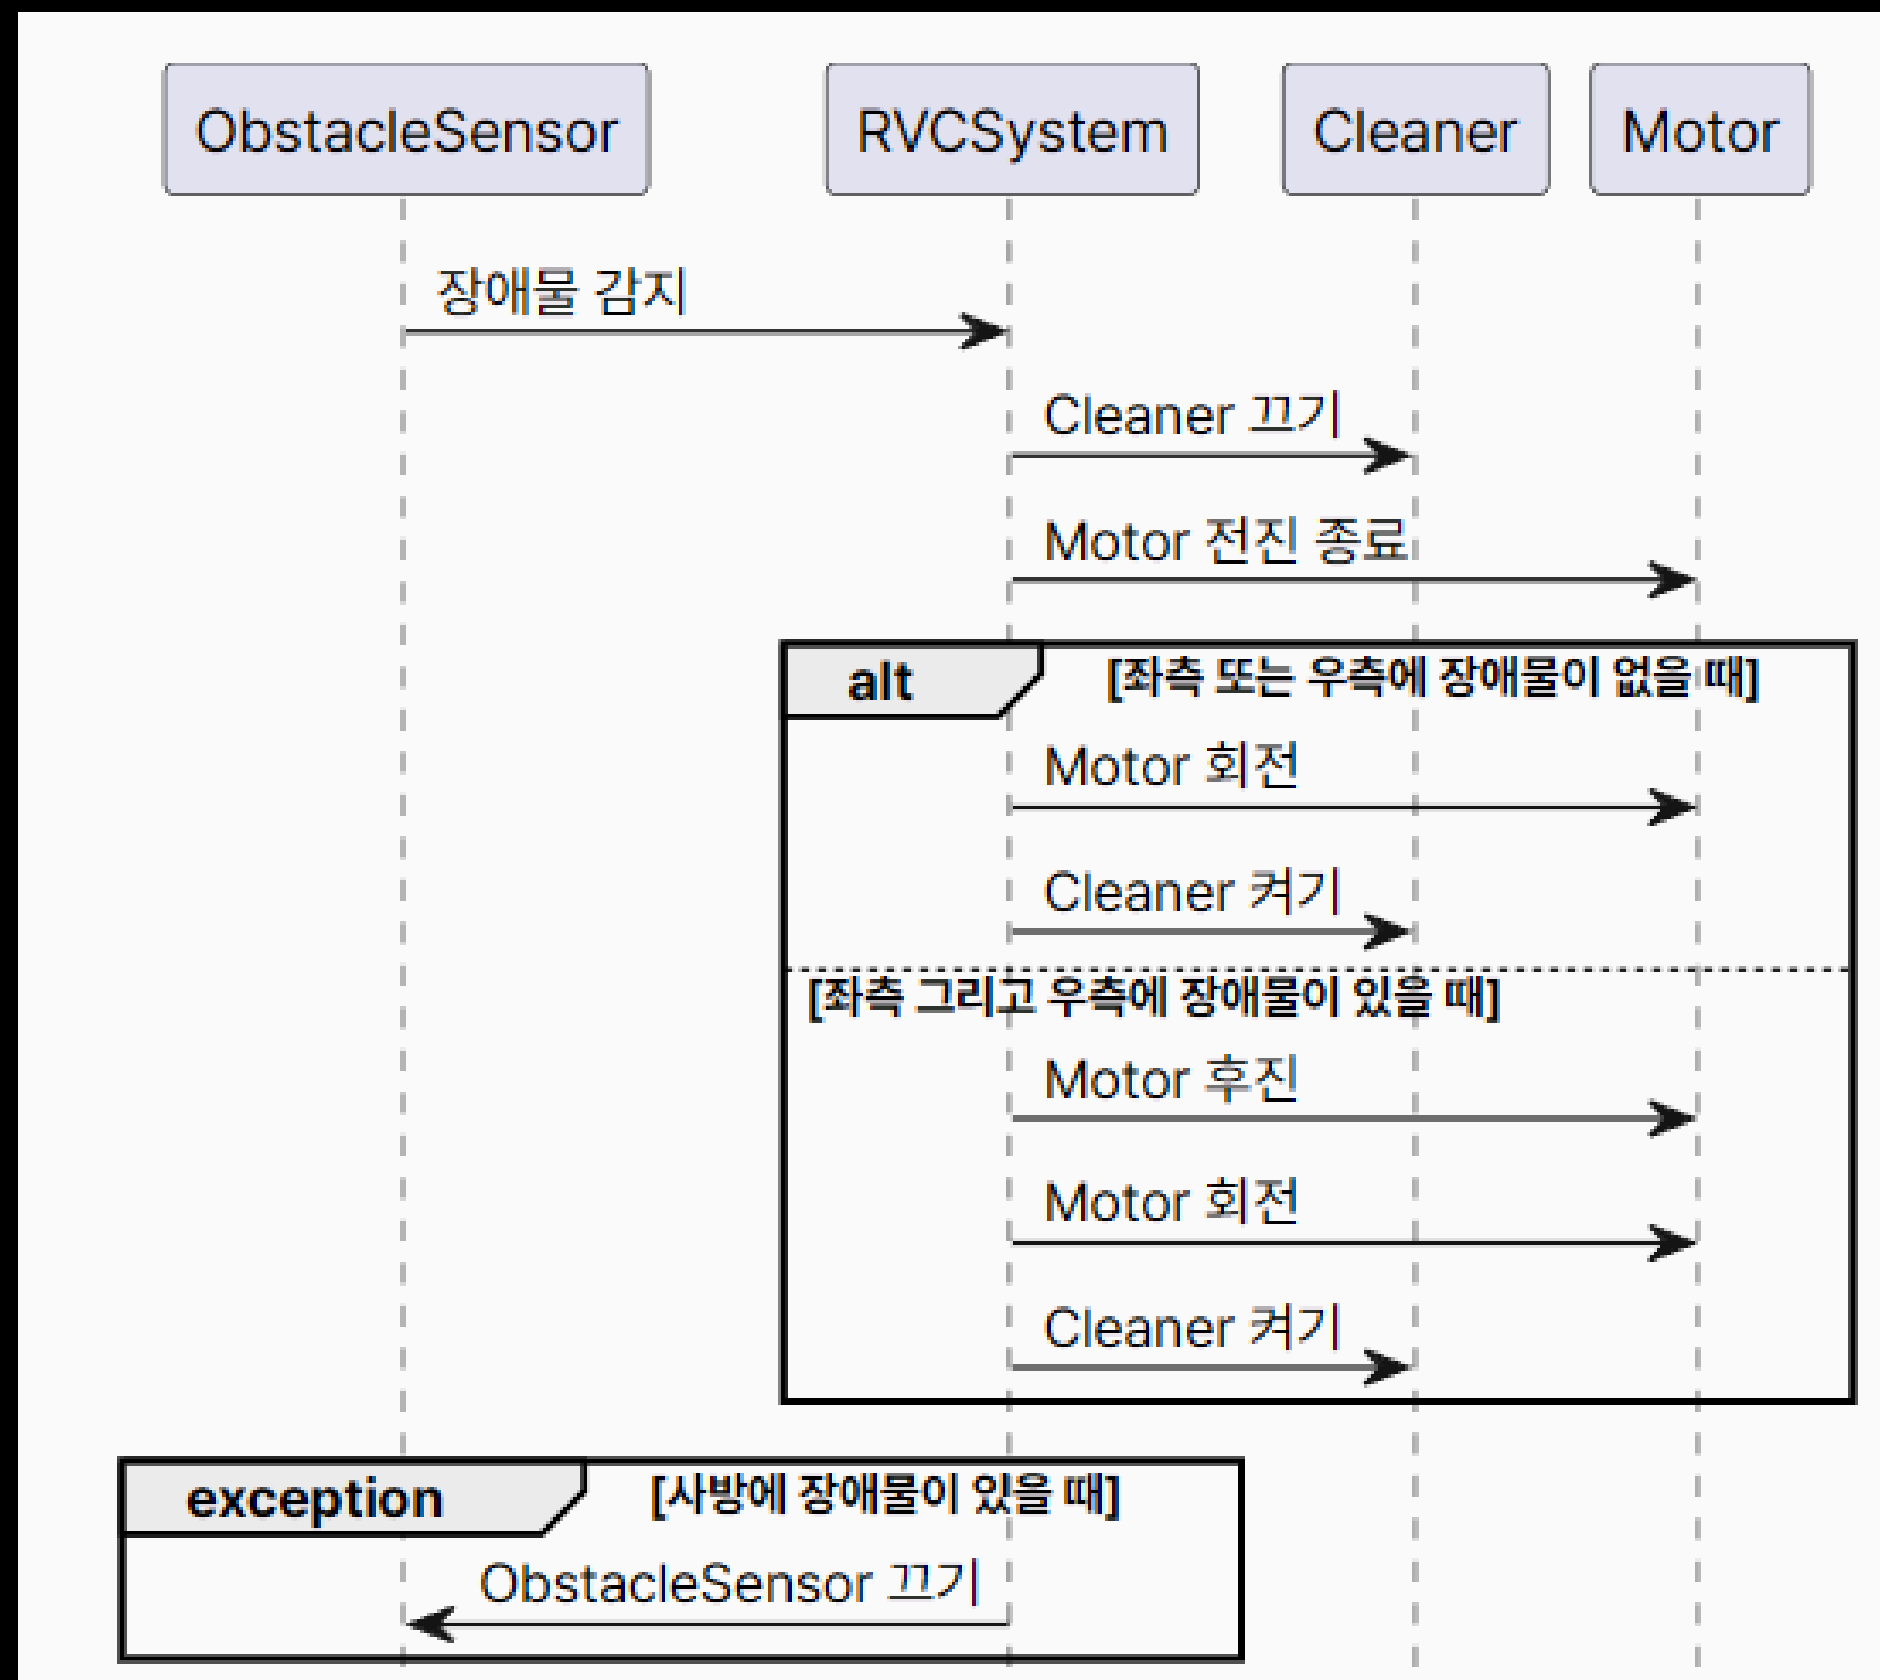 ObstacleSensor RVCSystem Cleaner Motor
장애물 감지
Cleaner 끄기
Motor 전진 종료
alt [좌측 또는 우측에 장애물이 없을 때]
Motor 회전
Cleaner 켜기
[좌측 그리고 우측에 장애물이 있을 때]
Motor 후진
Motor 회전
Cleaner 켜기
exception [사방에 장애물이 있을 때]
ObstacleSensor 끄기